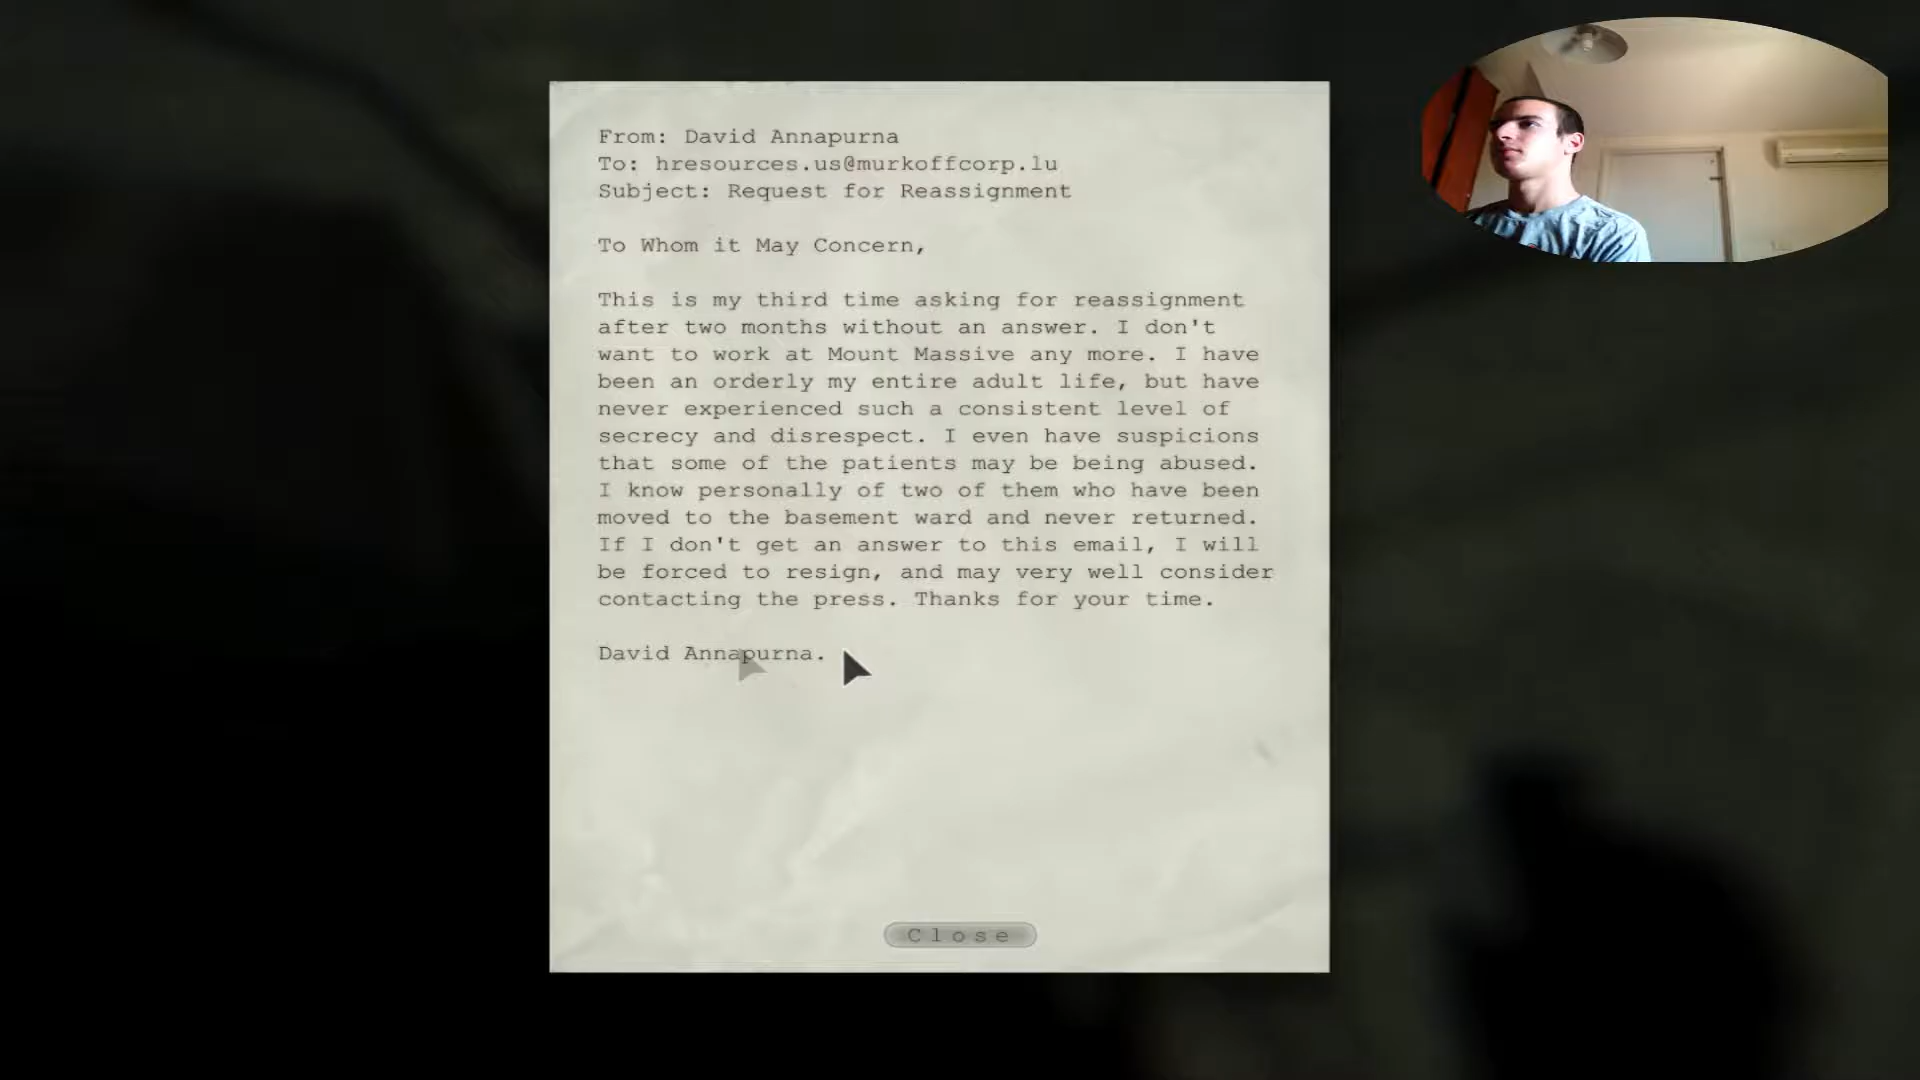 From: David Annapurna
To: hresources.us@murkoffcorp.lu
Subject: Request for Reassignment
To Whom it May Concern,
This is my third time asking for reassignment
after two months without an answer. I don't
want to work at Mount Massive any more. I have
been an orderly my entire adult life, but have
never experienced such a consistent level of
secrecy and disrespect. I even have suspicions
that some of the patients may be being abused.
I know personally of two of them who have been
moved to the basement ward and never returned.
If I don't get an answer to this email, I will
be forced to resign, and may very well consider
contacting the press. Thanks for your time.
David Annapurna.
Close